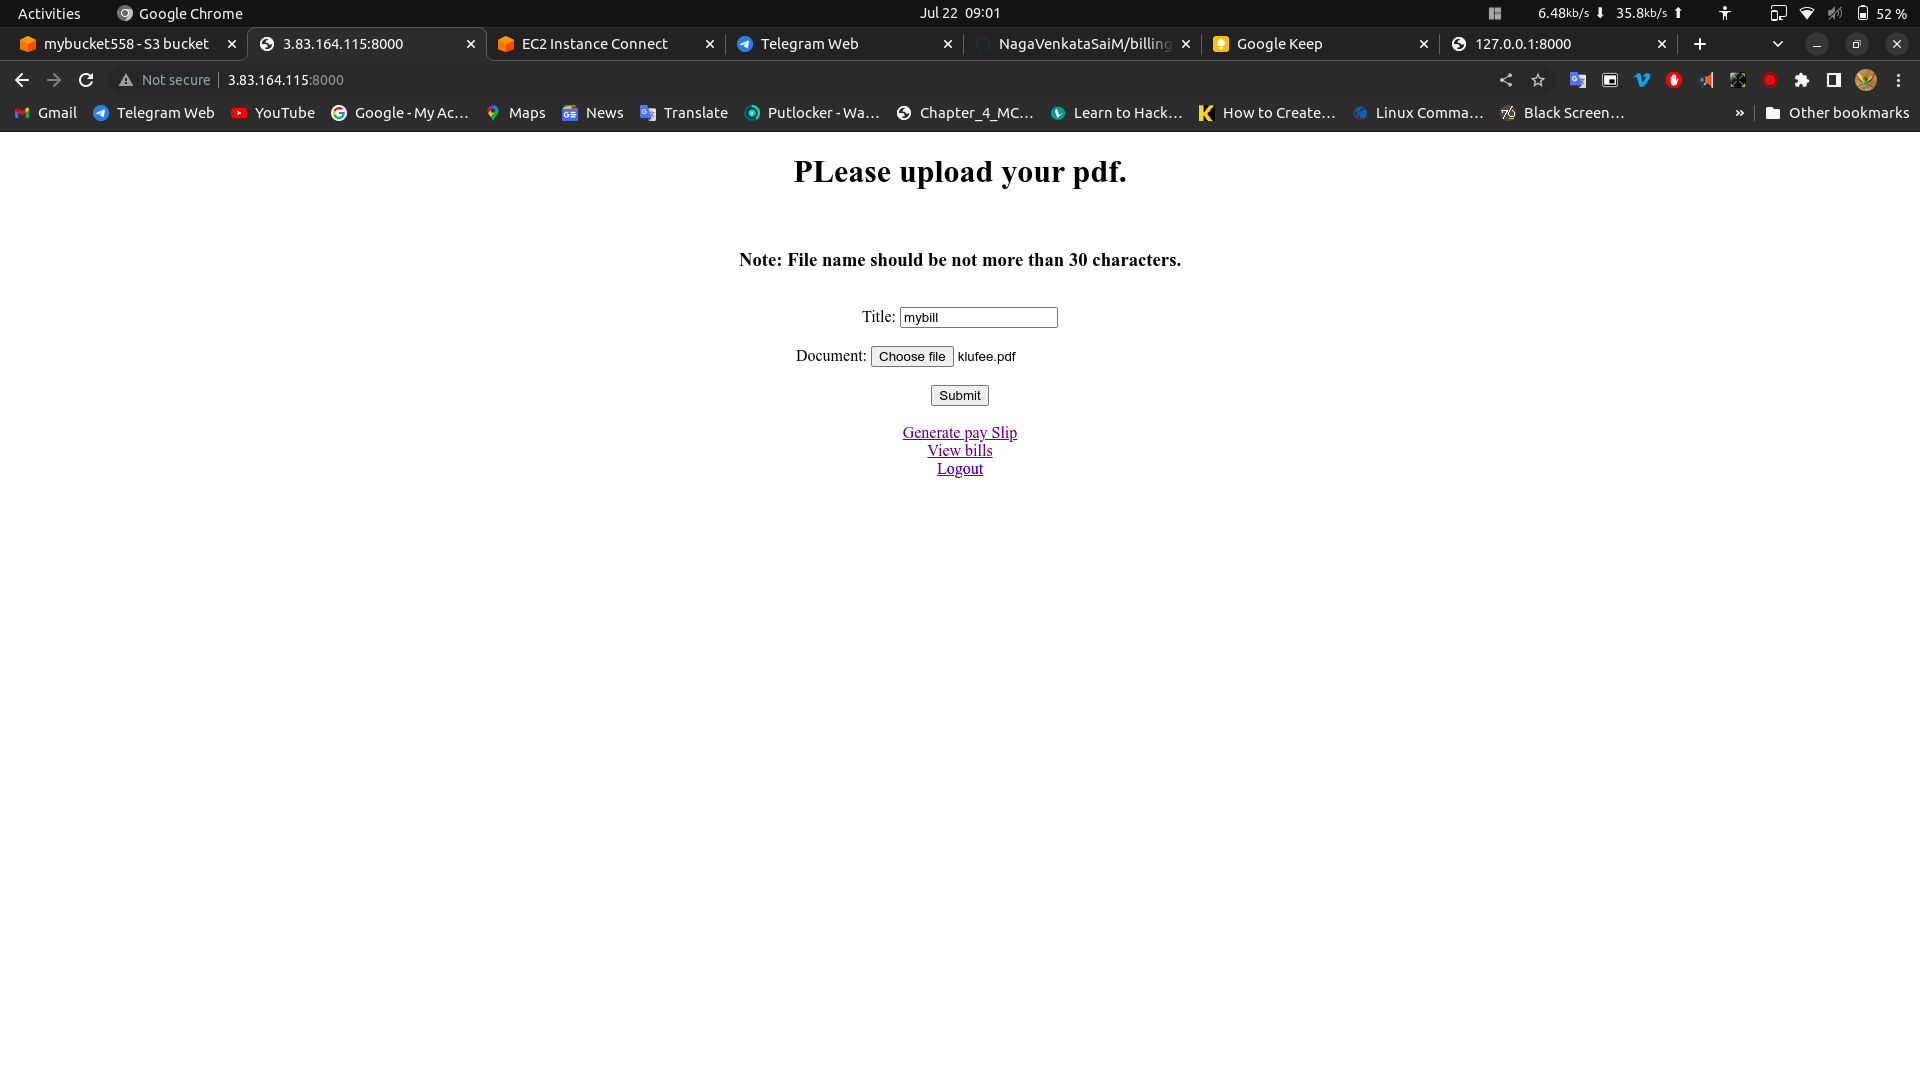 Activities Google Chrome Jul 22 09:01 6.48kb/s ⬇ 35.8kb/s ⬆ 52 %
mybucket558 - S3 bucket 3.83.164.115:8000 EC2 Instance Connect Telegram Web NagaVenkataSaiM/billing Google Keep 127.0.0.1:8000
Not secure 3.83.164.115:8000
Gmail Telegram Web YouTube Google - My Ac... Maps News Translate Putlocker - Wa... Chapter_4_MC... Learn to Hack... How to Create... Linux Comma... Black Screen... » Other bookmarks
PLease upload your pdf.
Note: File name should be not more than 30 characters.
Title: mybill
Document: Choose file klufee.pdf
Submit
Generate pay Slip
View bills
Logout